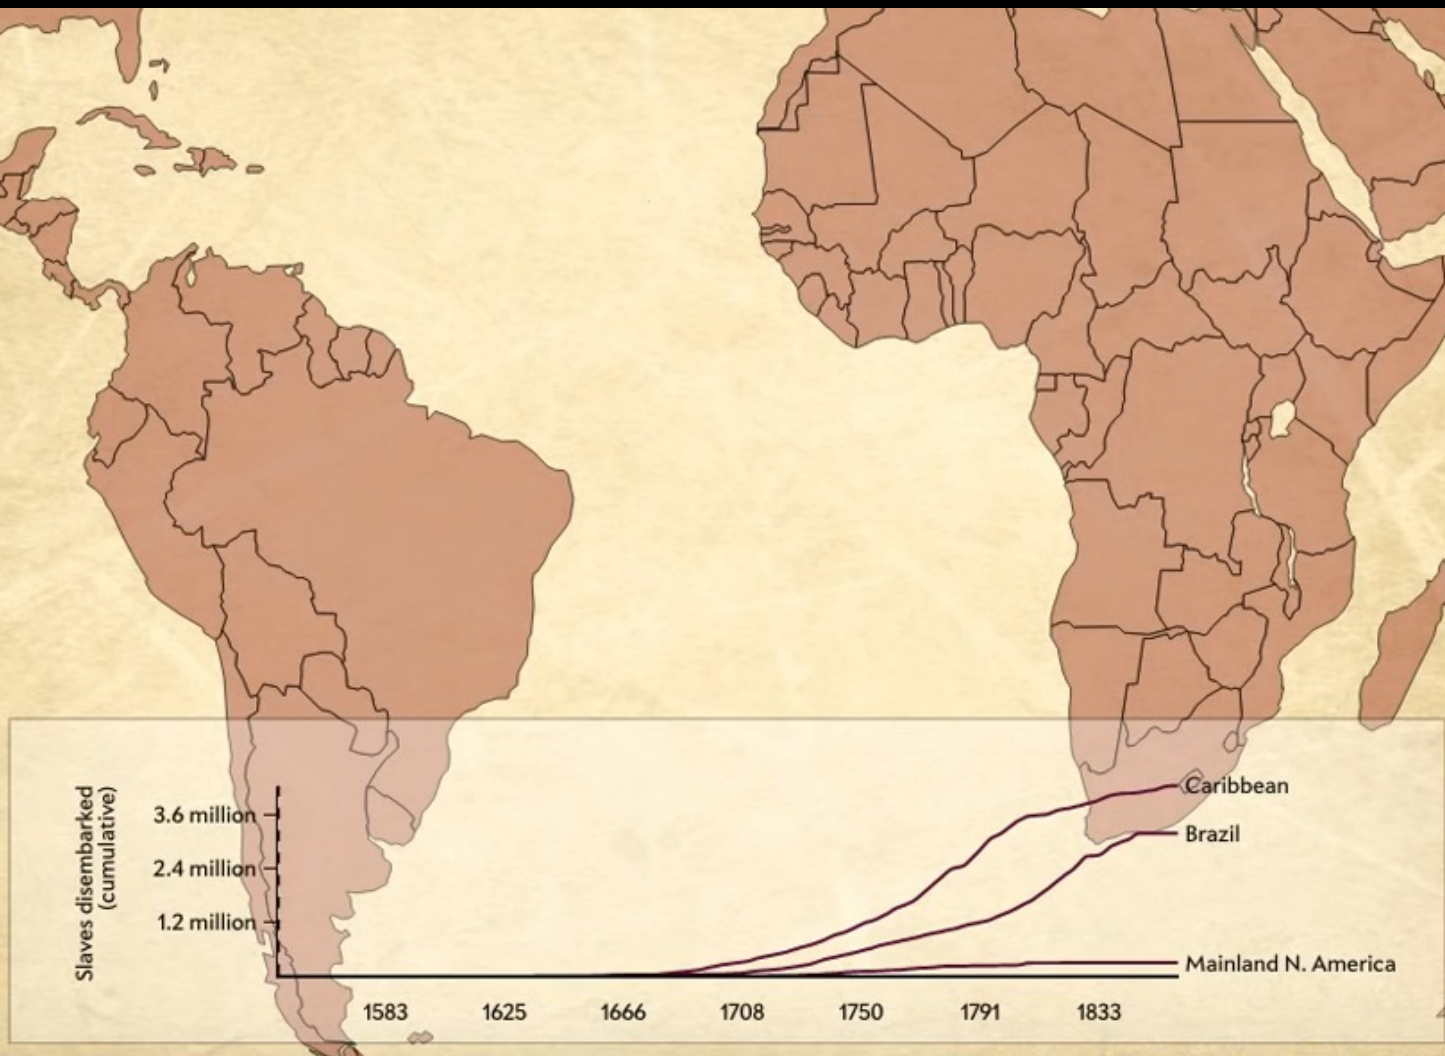 Slaves disembarked
(cumulative)
3.6 million
2.4 million
1.2 million
Caribbean
Brazil
Mainland N. America
1583 1625 1666 1708 1750 1791 1833